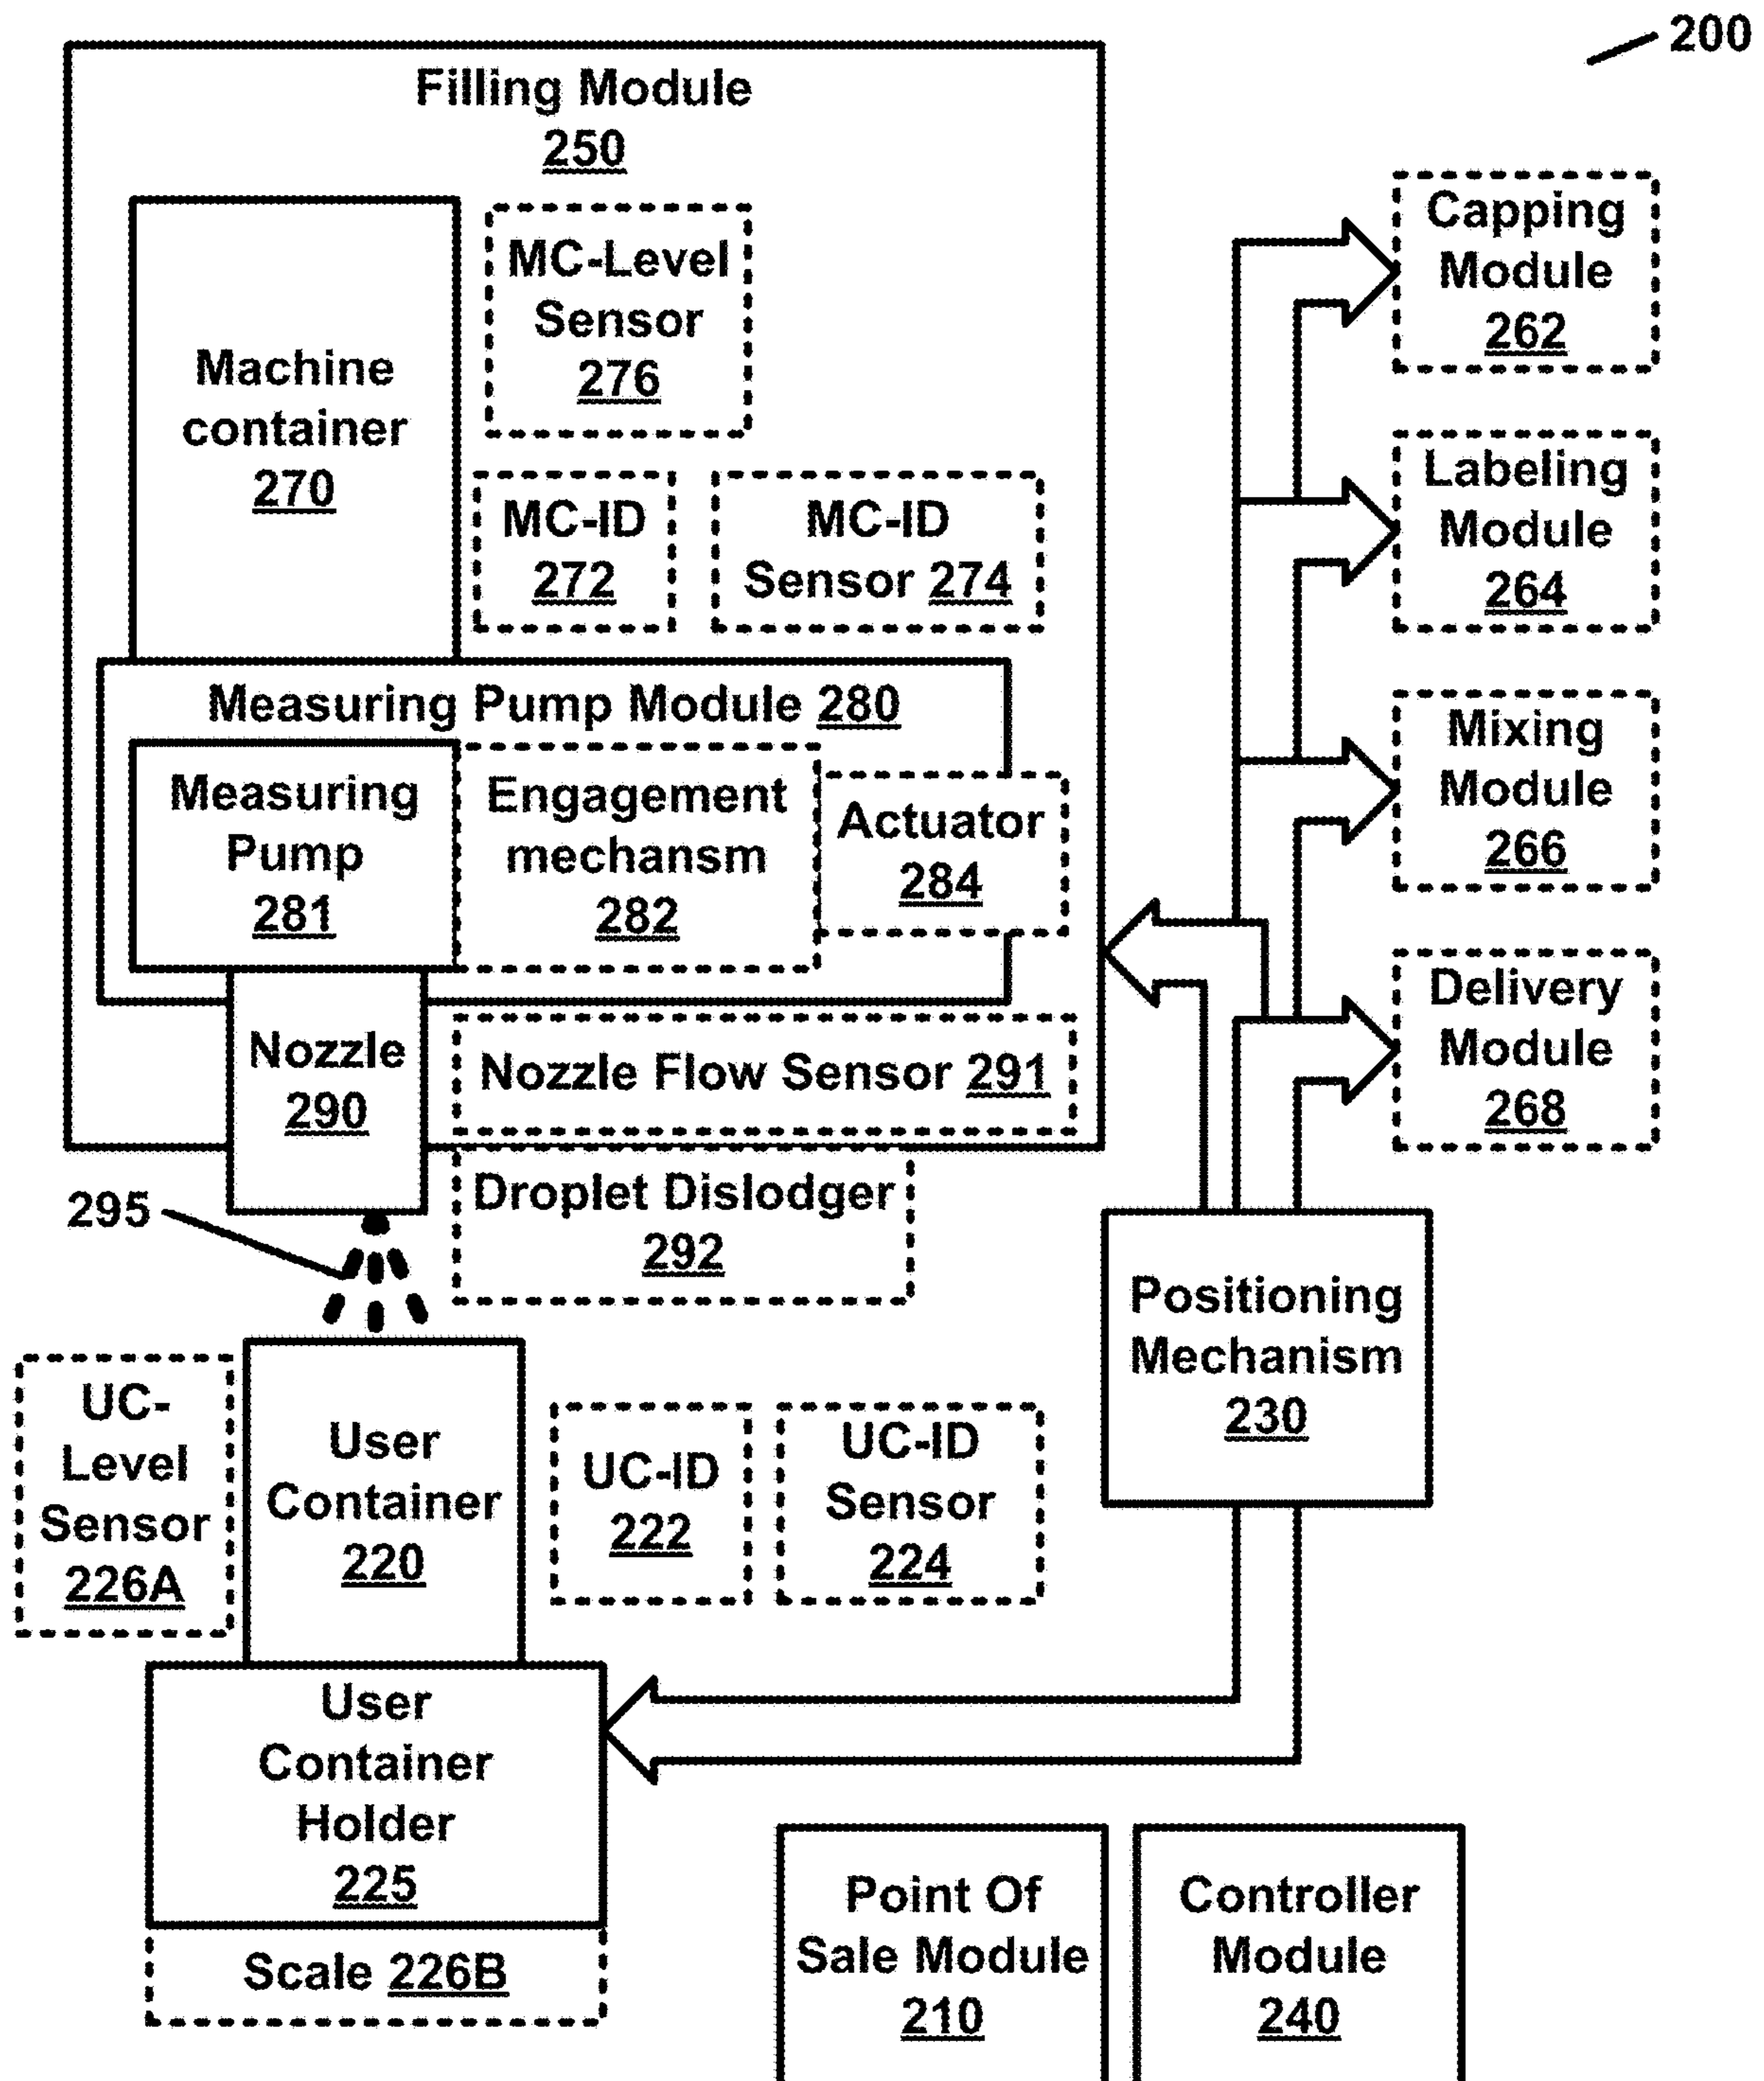 200
Filling Module
250
Machine
container
270
MC-Level
Sensor
276
MC-ID
272
MC-ID
Sensor 274
Measuring Pump Module 280
Measuring
Pump
281
Engagement
mechansm
282
Actuator
284
Nozzle
290
Nozzle Flow Sensor 291
Droplet Dislodger
292
295
Capping
Module
262
Labeling
Module
264
Mixing
Module
266
Delivery
Module
268
Positioning
Mechanism
230
UC-
Level
Sensor
226A
User
Container
220
UC-ID
222
UC-ID
Sensor
224
User
Container
Holder
225
Scale 226B
Point Of
Sale Module
210
Controller
Module
240